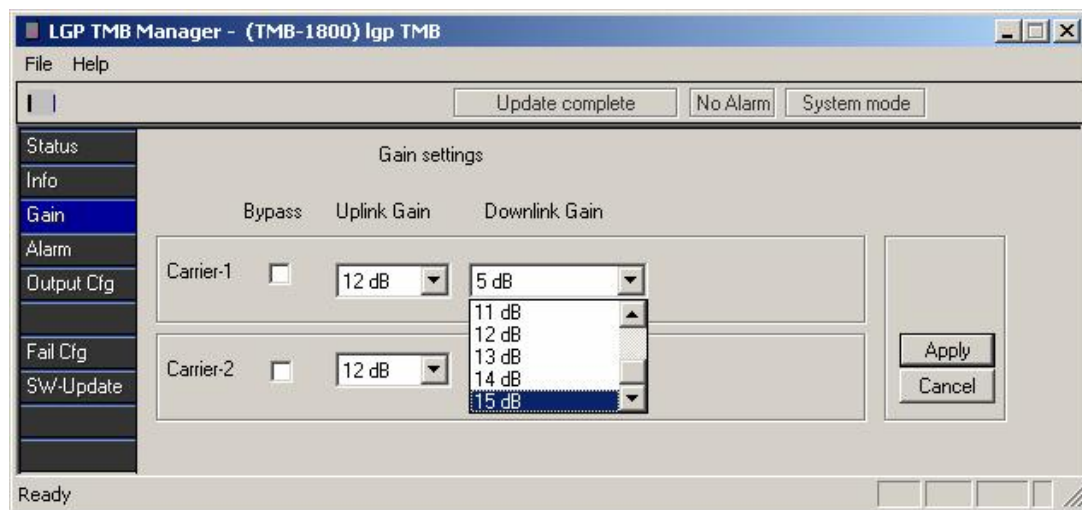 LGP TMB Manager - (TMB-1800) lgp TMB
File Help
Update complete No Alarm System mode
Status
Info
Gain
Alarm
Output Cfg
Fail Cfg
SW-Update
Gain settings
Bypass Uplink Gain Downlink Gain
Carrier-1 12 dB 5 dB
11 dB
12 dB
13 dB
14 dB
15 dB
Carrier-2 12 dB
Apply
Cancel
Ready